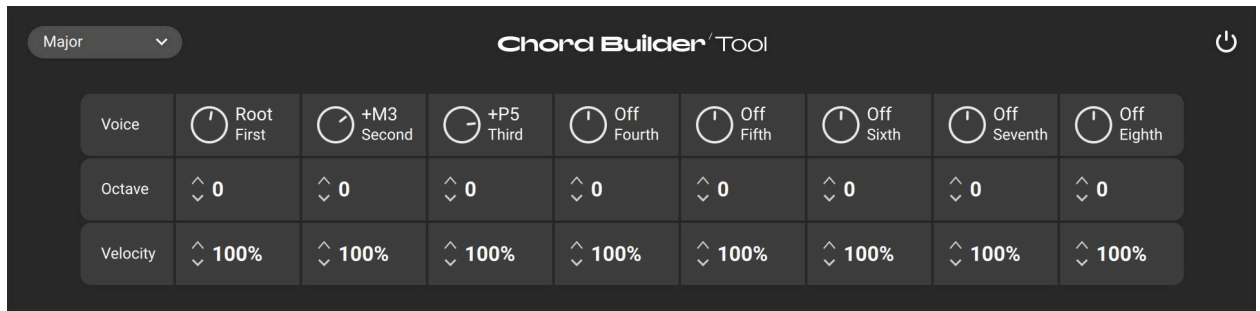 Major
Chord Builder/Tool
Voice
Root
First
+M3
Second
+P5
Third
Off
Fourth
Off
Fifth
Off
Sixth
Off
Seventh
Off
Eighth
Octave 0 0 0 0 0 0 0 0
Velocity 100% 100% 100% 100% 100% 100% 100% 100%